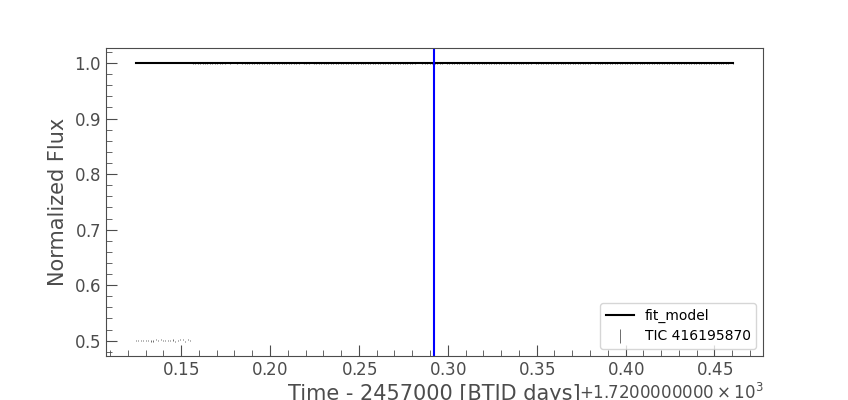 Normalized Flux
1.0
0.9
0.8
0.7
0.6
0.5
fit_model
TIC 416195870
0.15
0.20
0.25
0.30
0.35
0.40
0.45
Time - 2457000 [BTJD days]
+1.7200000000 × 10³